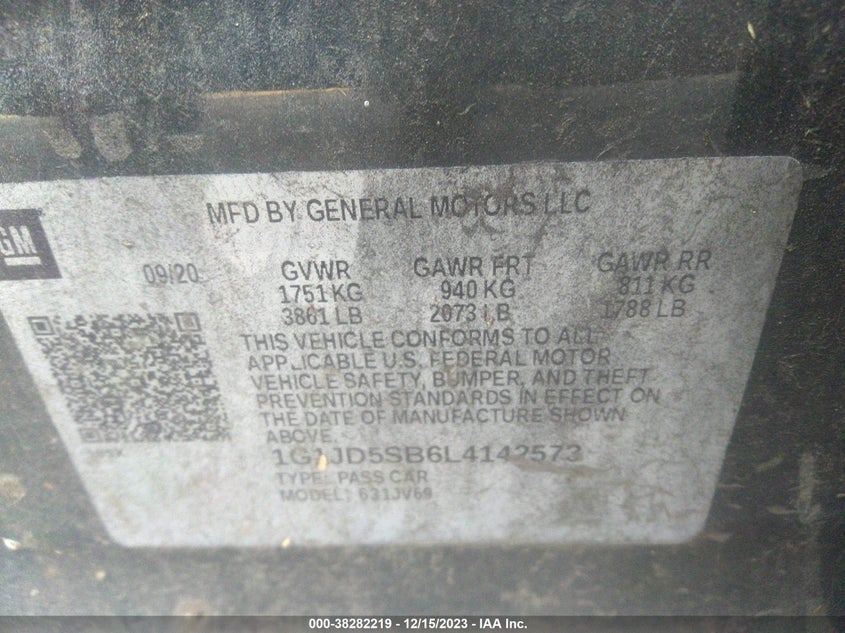 MFD BY GENERAL MOTORS LLC
GM
09/20 GVWR GAWR FRT GAWR RR
1751 KG 940 KG 811 KG
3861 LB 2073 LB 1788 LB
THIS VEHICLE CONFORMS TO ALL
APPLICABLE U.S. FEDERAL MOTOR
VEHICLE SAFETY, BUMPER, AND THEFT
PREVENTION STANDARDS IN EFFECT ON
THE DATE OF MANUFACTURE SHOWN
ABOVE.
1G1JD5SB6L4142573
TYPE: PASS CAR
MODEL: 631JV69
000-38282219 - 12/15/2023 - IAA Inc.